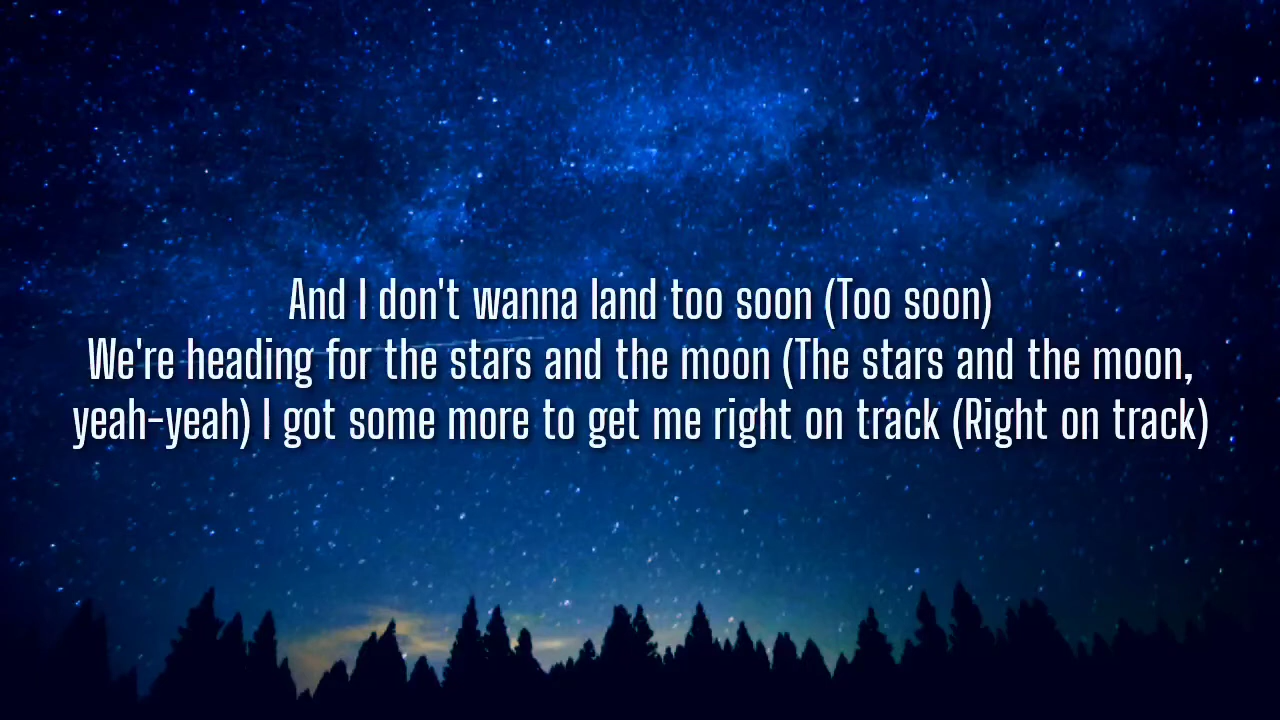 And I don't wanna land too soon (Too soon)
We're heading for the stars and the moon (The stars and the moon,
yeah-yeah) I got some more to get me right on track (Right on track)